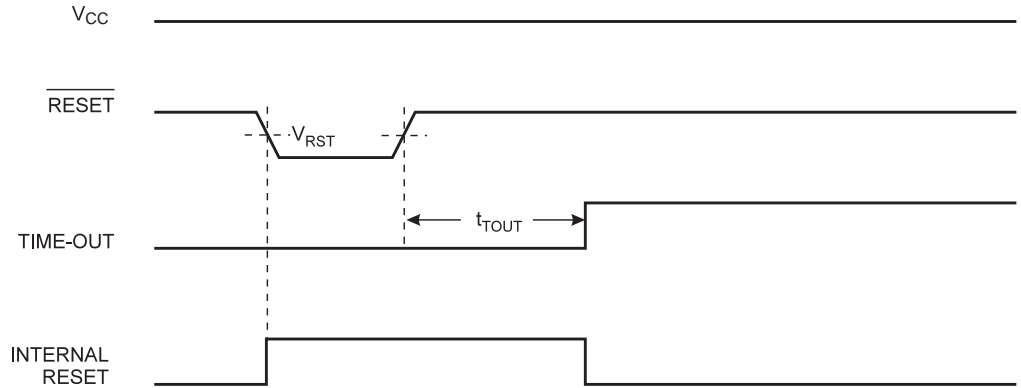 VCC
RESET
VRST
tTOUT
TIME-OUT
INTERNAL
RESET